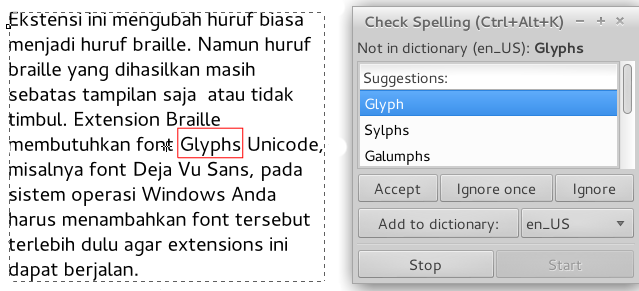 Ekstensi ini mengubah huruf biasa
menjadi huruf braille. Namun huruf
braille yang dihasilkan masih
sebatas tampilan saja  atau tidak
timbul. Extension Braille
membutuhkan font Glyphs Unicode,
misalnya font Deja Vu Sans, pada
sistem operasi Windows Anda
harus menambahkan font tersebut
terlebih dulu agar extensions ini
dapat berjalan.
Check Spelling (Ctrl+Alt+K)
Not in dictionary (en_US): Glyphs
Suggestions:
Glyph
Sylphs
Galumphs
Accept
Ignore once
Ignore
Add to dictionary:
en_US
Stop
Start